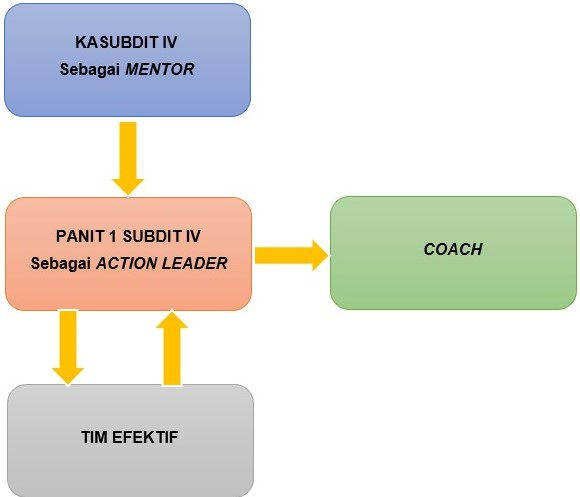 KASUBDIT IV
Sebagai MENTOR
PANIT 1 SUBDIT IV
Sebagai ACTION LEADER
COACH
TIM EFEKTIF